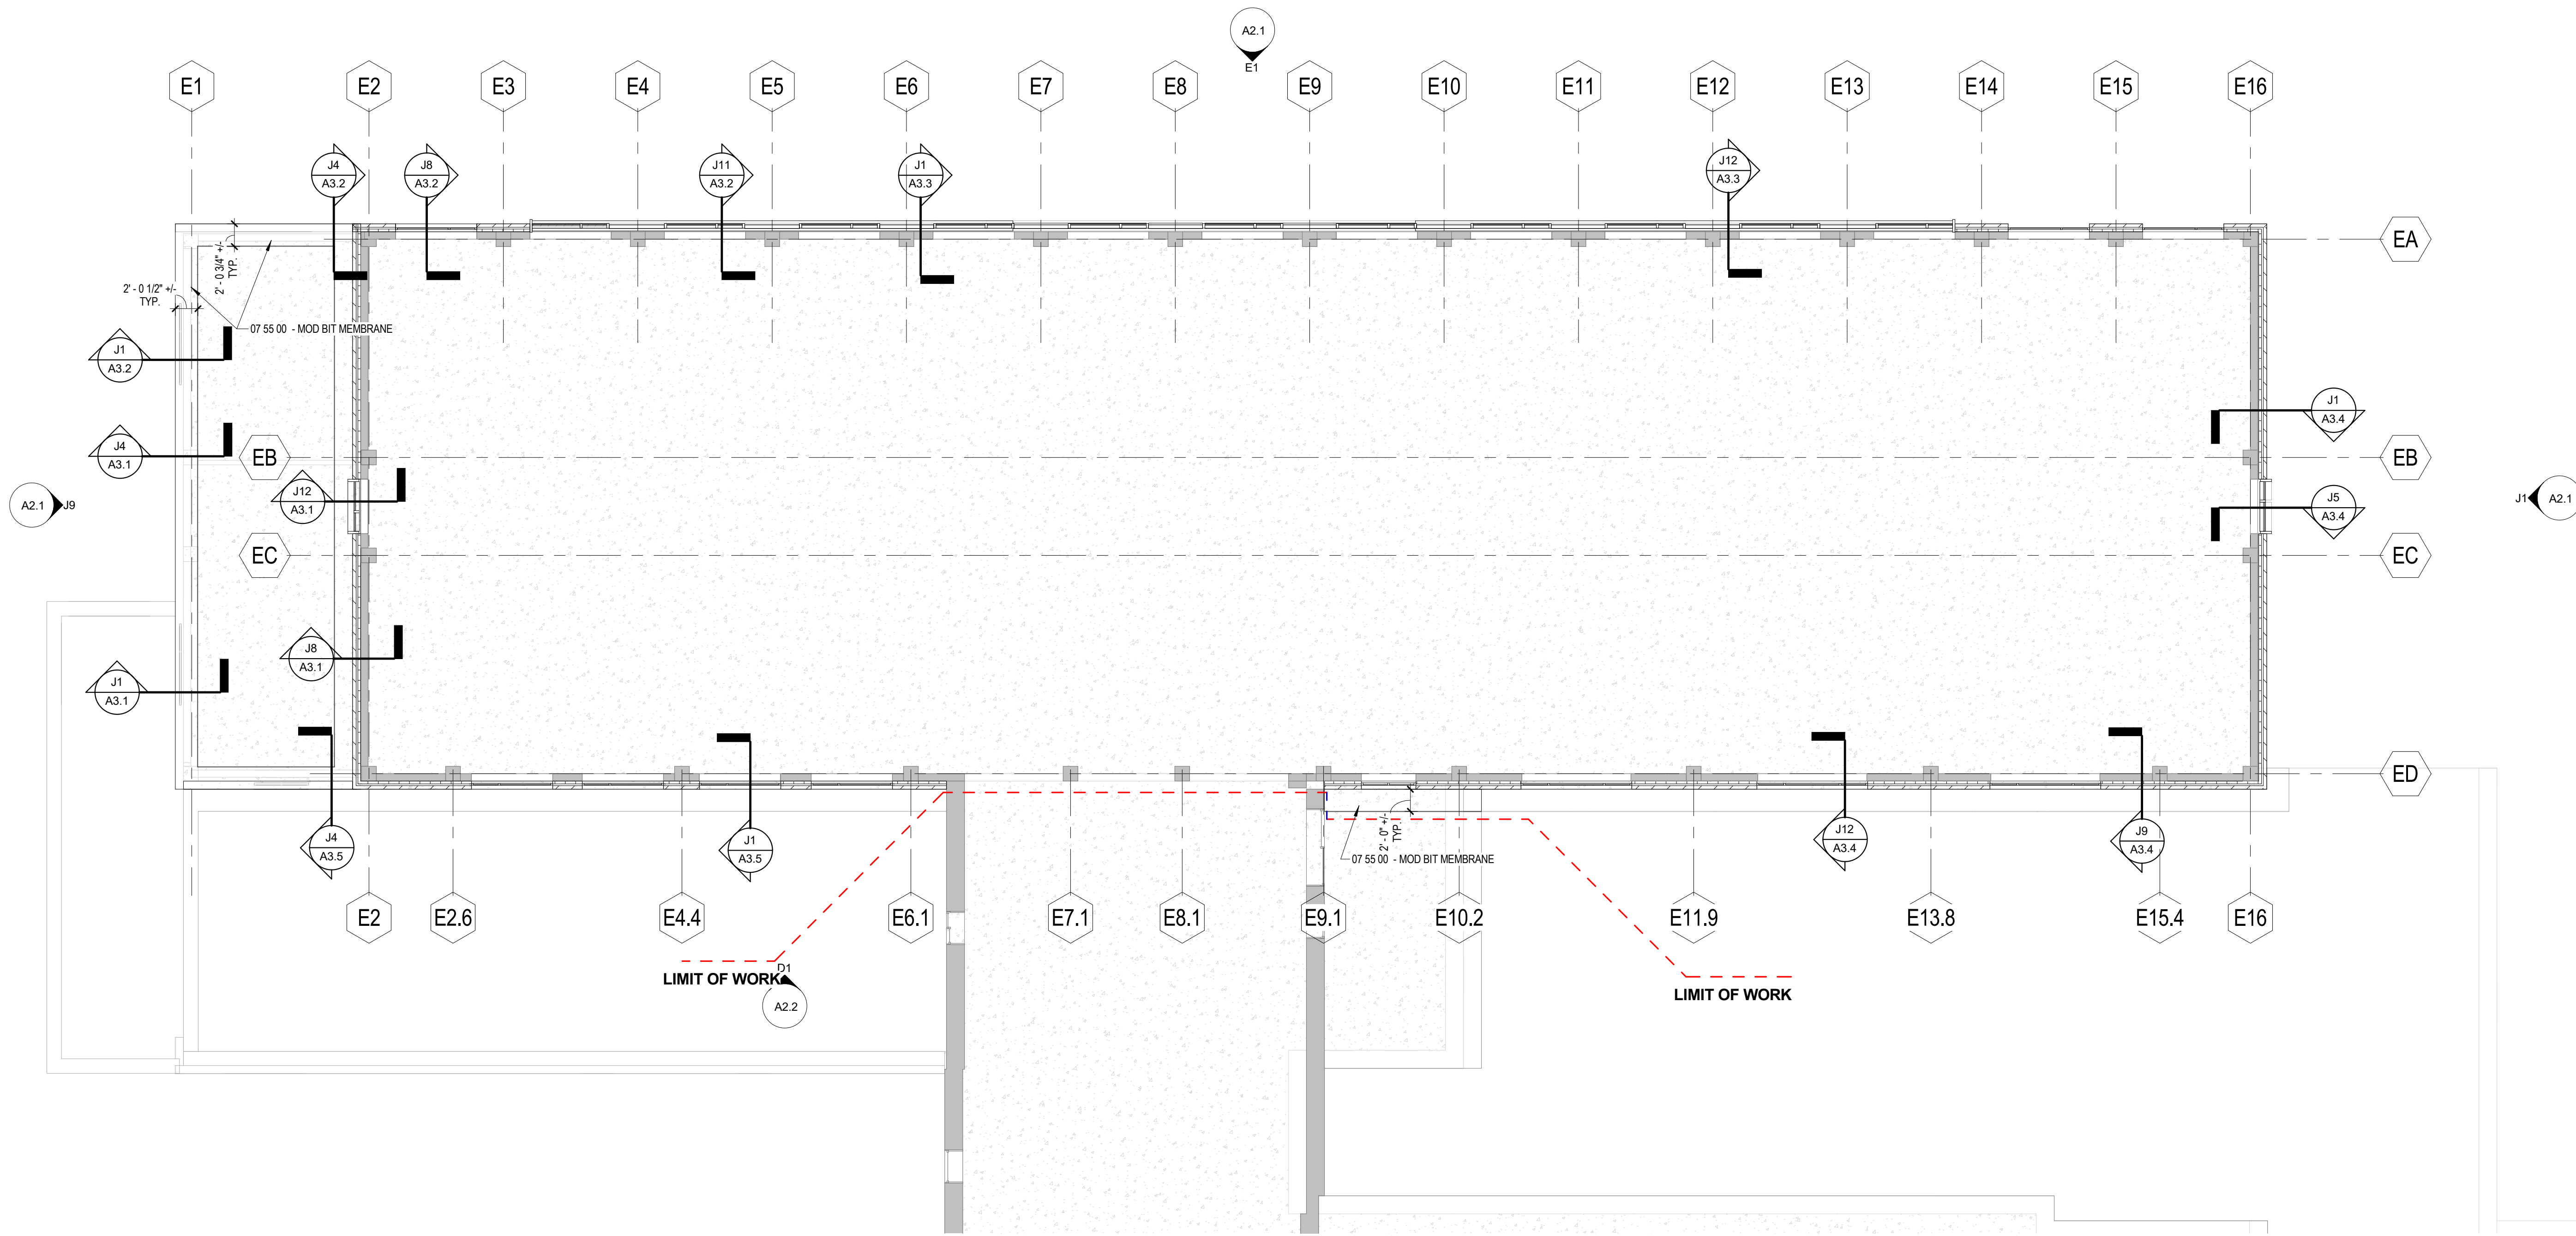 A2.1
E1
E1
E2
E3
E4
E5
E6
E7
E8
E9
E10
E11
E12
E13
E14
E15
E16
J4
A3.2
J8
A3.2
J11
A3.2
J1
A3.3
J12
A3.3
EA
2' - 0 3/4" +/-
TYP.
2' - 0 1/2" +/-
TYP.
07 55 00 - MOD BIT MEMBRANE
J1
A3.2
J1
A3.4
J4
A3.1
EB
EB
J12
A3.1
A2.1
J9
J5
A3.4
J1
A2.1
EC
EC
J8
A3.1
J1
A3.1
ED
J4
A3.5
J1
A3.5
2' - 0" +/-
TYP.
07 55 00 - MOD BIT MEMBRANE
J12
A3.4
J9
A3.4
E2
E2.6
E4.4
E6.1
E7.1
E8.1
E9.1
E10.2
E11.9
E13.8
E15.4
E16
D1
LIMIT OF WORK
A2.2
LIMIT OF WORK